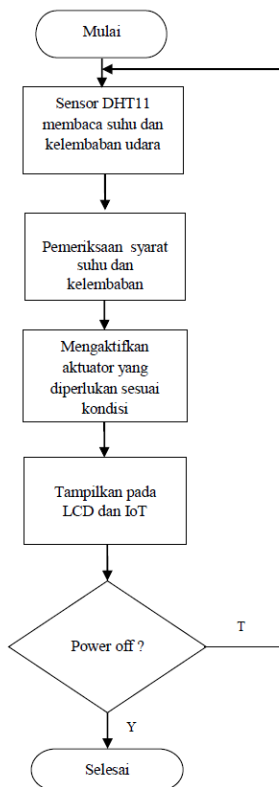 Mulai
Sensor DHT11
membaca suhu dan
kelembaban udara
Pemeriksaan syarat
suhu dan
kelembaban
Mengaktifkan
aktuator yang
diperlukan sesuai
kondisi
Tampilkan pada
LCD dan IoT
Power off ?
T
Y
Selesai